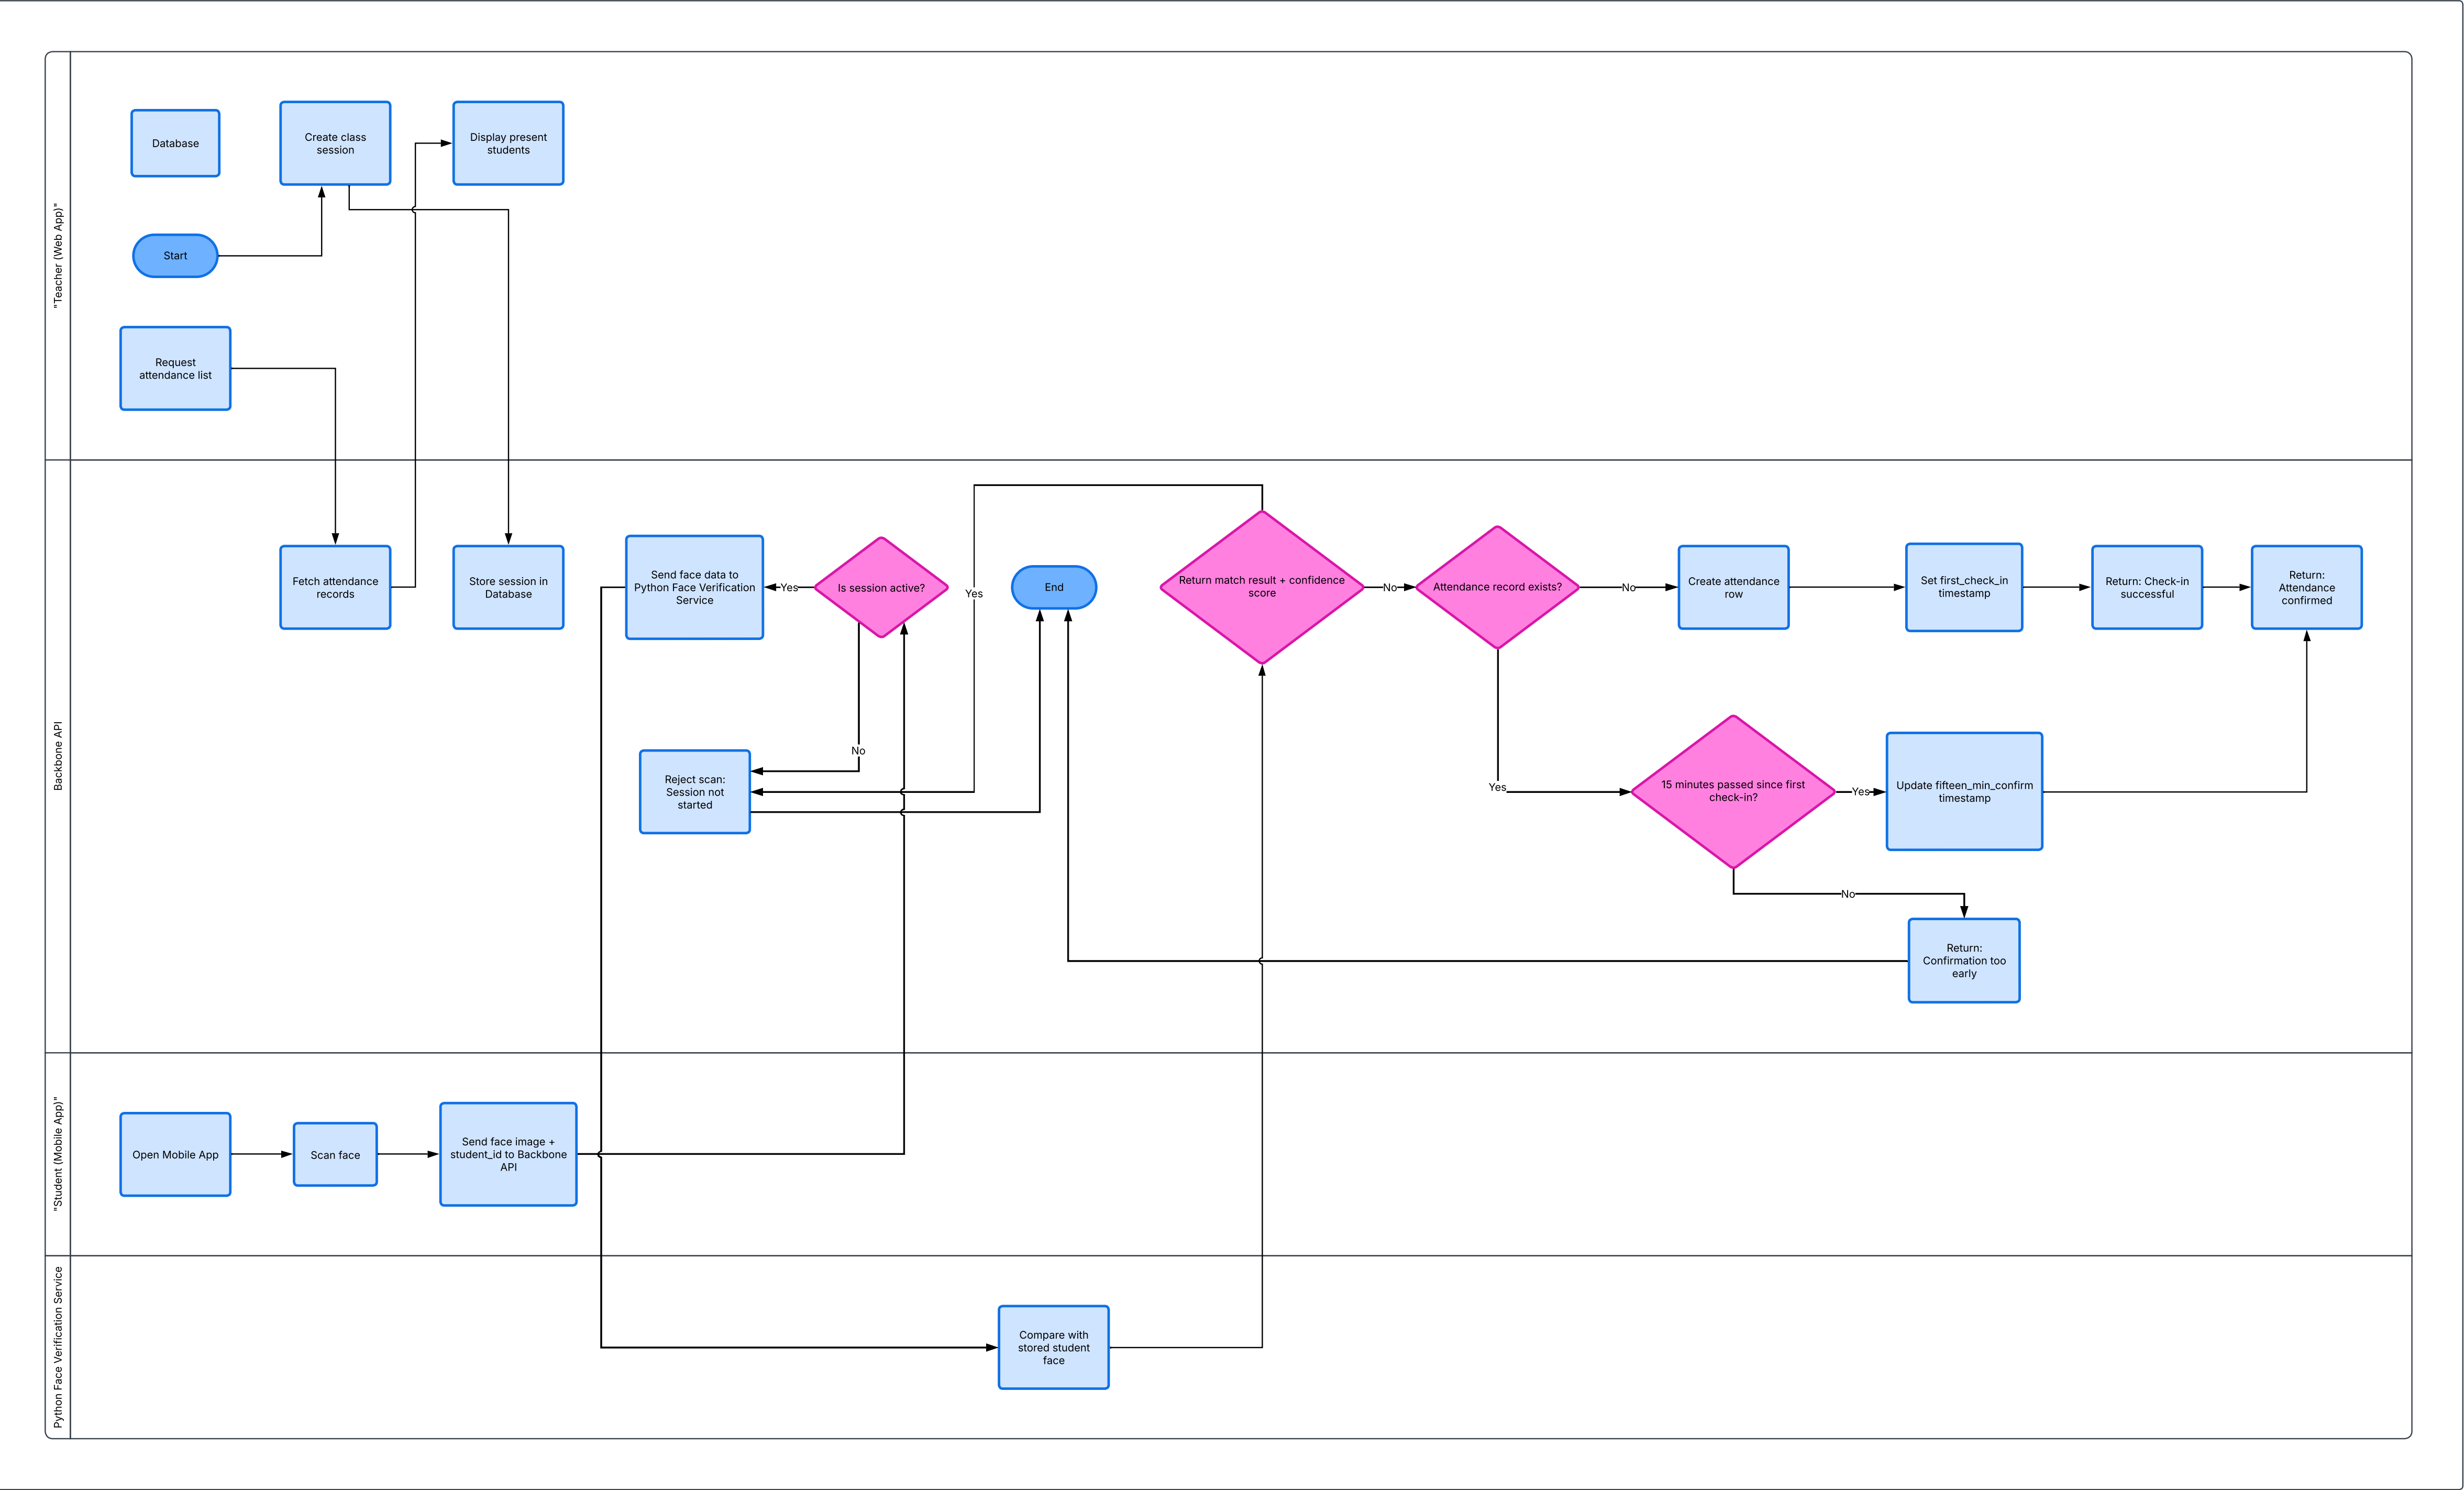 "Teacher (Web App)"
Database
Create class
session
Display present
students
Start
Request
attendance list
Backbone API
Fetch attendance
records
Store session in
Database
Send face data to
Python Face Verification
Service
Yes
Is session active?
Yes
End
Return match result + confidence
score
No
Attendance record exists?
No
Create attendance
row
Set first_check_in
timestamp
Return: Check-in
successful
Return:
Attendance
confirmed
No
Reject scan:
Session not
started
Yes
15 minutes passed since first
check-in?
Yes
Update fifteen_min_confirm
timestamp
No
Return:
Confirmation too
early
"Student (Mobile App)"
Open Mobile App
Scan face
Send face image +
student_id to Backbone
API
Python Face Verification Service
Compare with
stored student
face